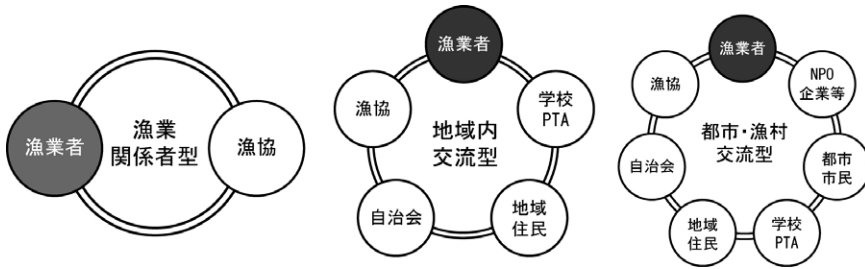 漁業者
漁業
関係者型
漁協
漁業者
漁協
学校
PTA
地域内
交流型
自治会
地域
住民
漁業者
漁協
NPO
企業等
都市・漁村
交流型
自治会
都市
市民
地域
住民
学校
PTA